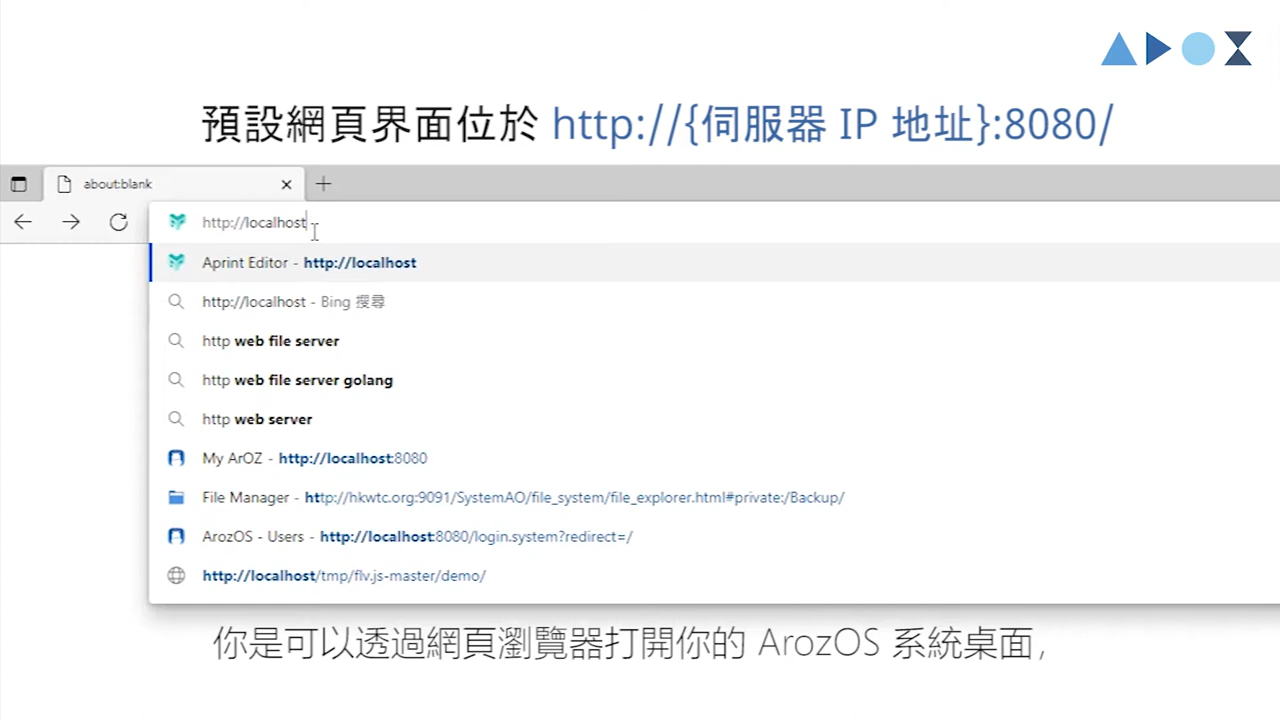 預設網頁界面位於 http://{伺服器 IP 地址}:8080/
about:blank
http://localhost
Aprint Editor - http://localhost
http://localhost - Bing 搜尋
http web file server
http web file server golang
http web server
My ArOZ - http://localhost:8080
File Manager - http://hkwtc.org:9091/SystemAO/file_system/file_explorer.html#private:/Backup/
ArozOS - Users - http://localhost:8080/login.system?redirect=/
http://localhost/tmp/flv.js-master/demo/
你是可以透過網頁瀏覽器打開你的 ArozOS 系統桌面,